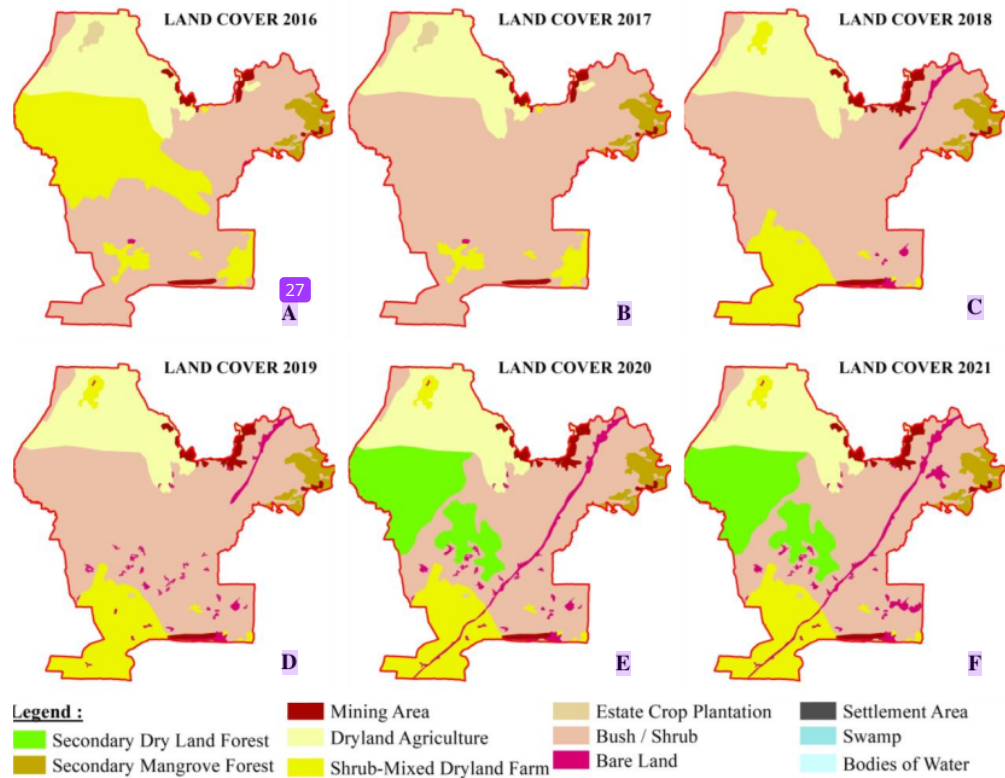 LAND COVER 2016
LAND COVER 2017
LAND COVER 2018
27
A
B
C
LAND COVER 2019
LAND COVER 2020
LAND COVER 2021
D
E
F
Legend :
Secondary Dry Land Forest
Secondary Mangrove Forest
Mining Area
Dryland Agriculture
Shrub-Mixed Dryland Farm
Estate Crop Plantation
Bush / Shrub
Bare Land
Settlement Area
Swamp
Bodies of Water